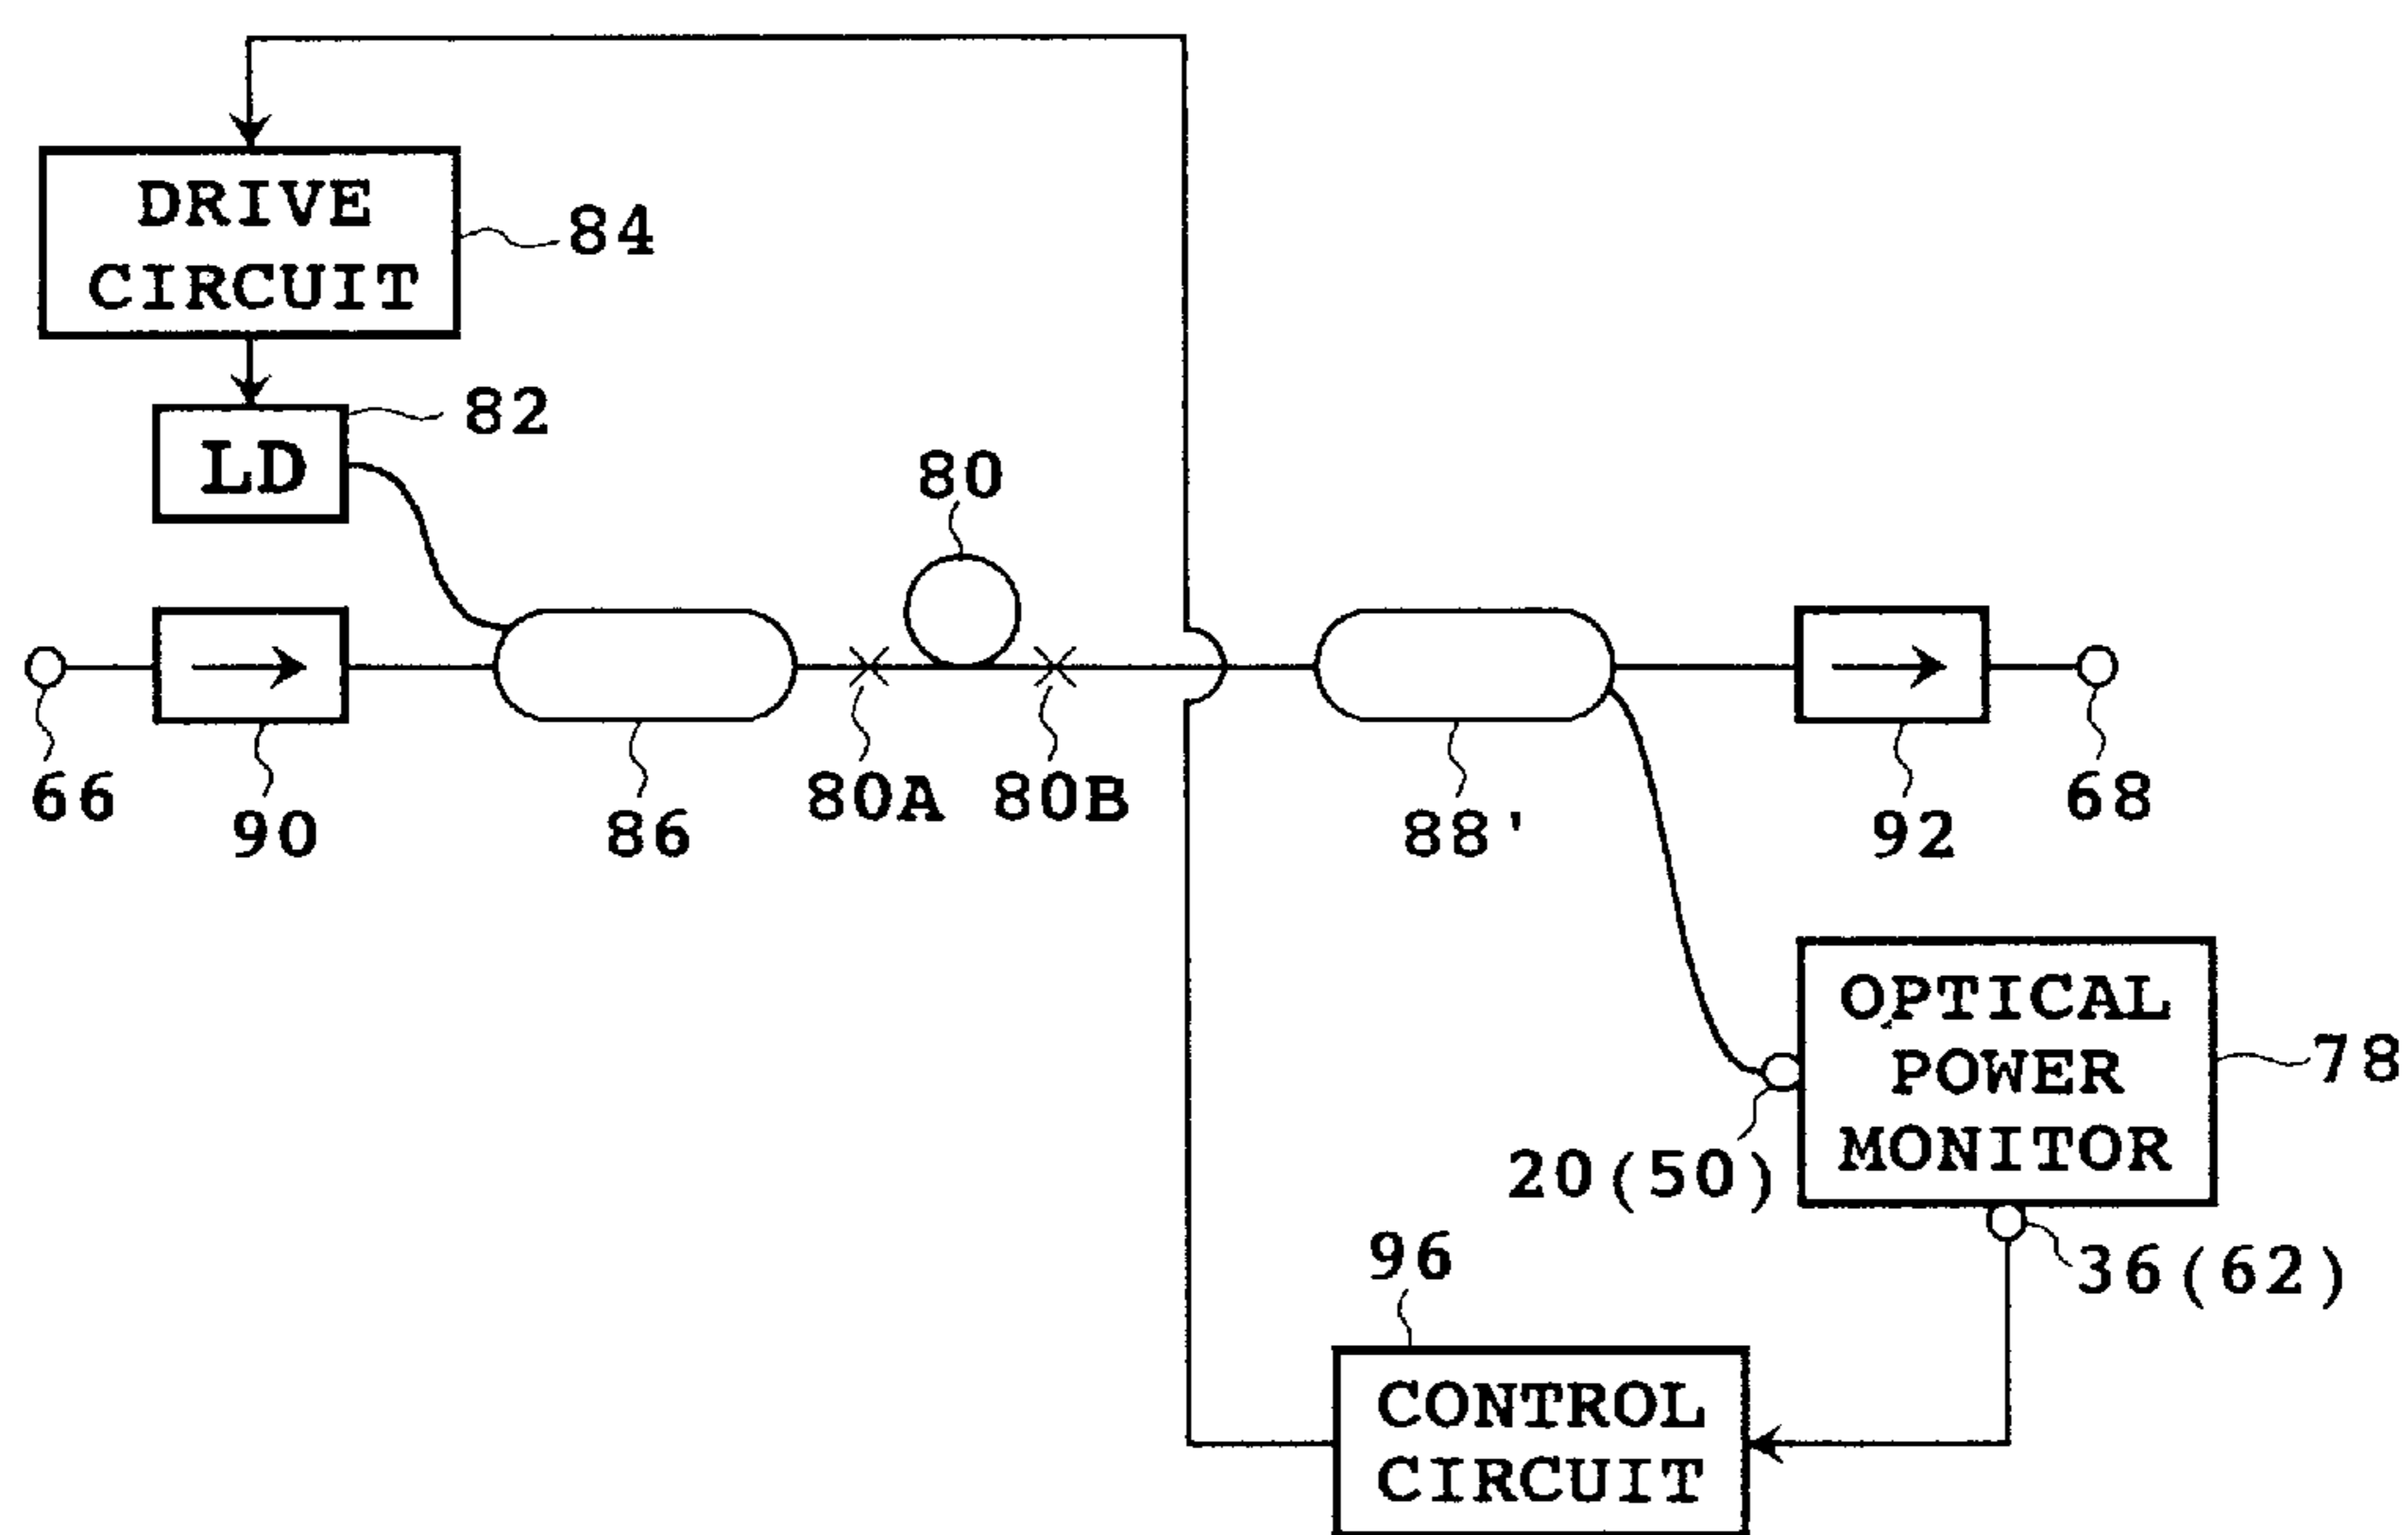 DRIVE
CIRCUIT
84
82
LD
80
66
90
86
80A
80B
88'
92
68
OPTICAL
POWER
MONITOR
78
20(50)
36(62)
96
CONTROL
CIRCUIT